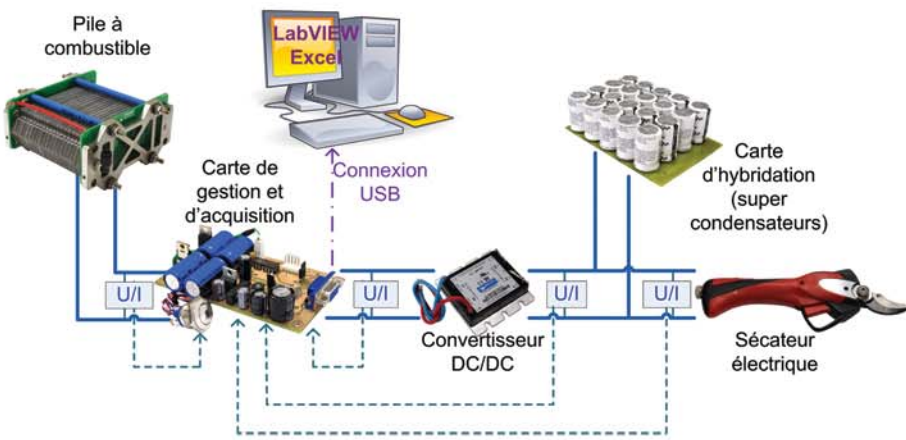 Pile à
combustible
LabVIEW
Excel
Carte de
gestion et
d'acquisition
Connexion
USB
Carte
d'hybridation
(super
condensateurs)
U/I
U/I
U/I
U/I
Convertisseur
DC/DC
Sécateur
électrique